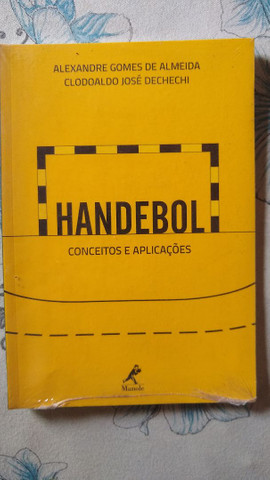 ALEXANDRE GOMES DE ALMEIDA
CLODOALDO JOSÉ DECHECHI
HANDEBOL
CONCEITOS E APLICAÇÕES
Manole